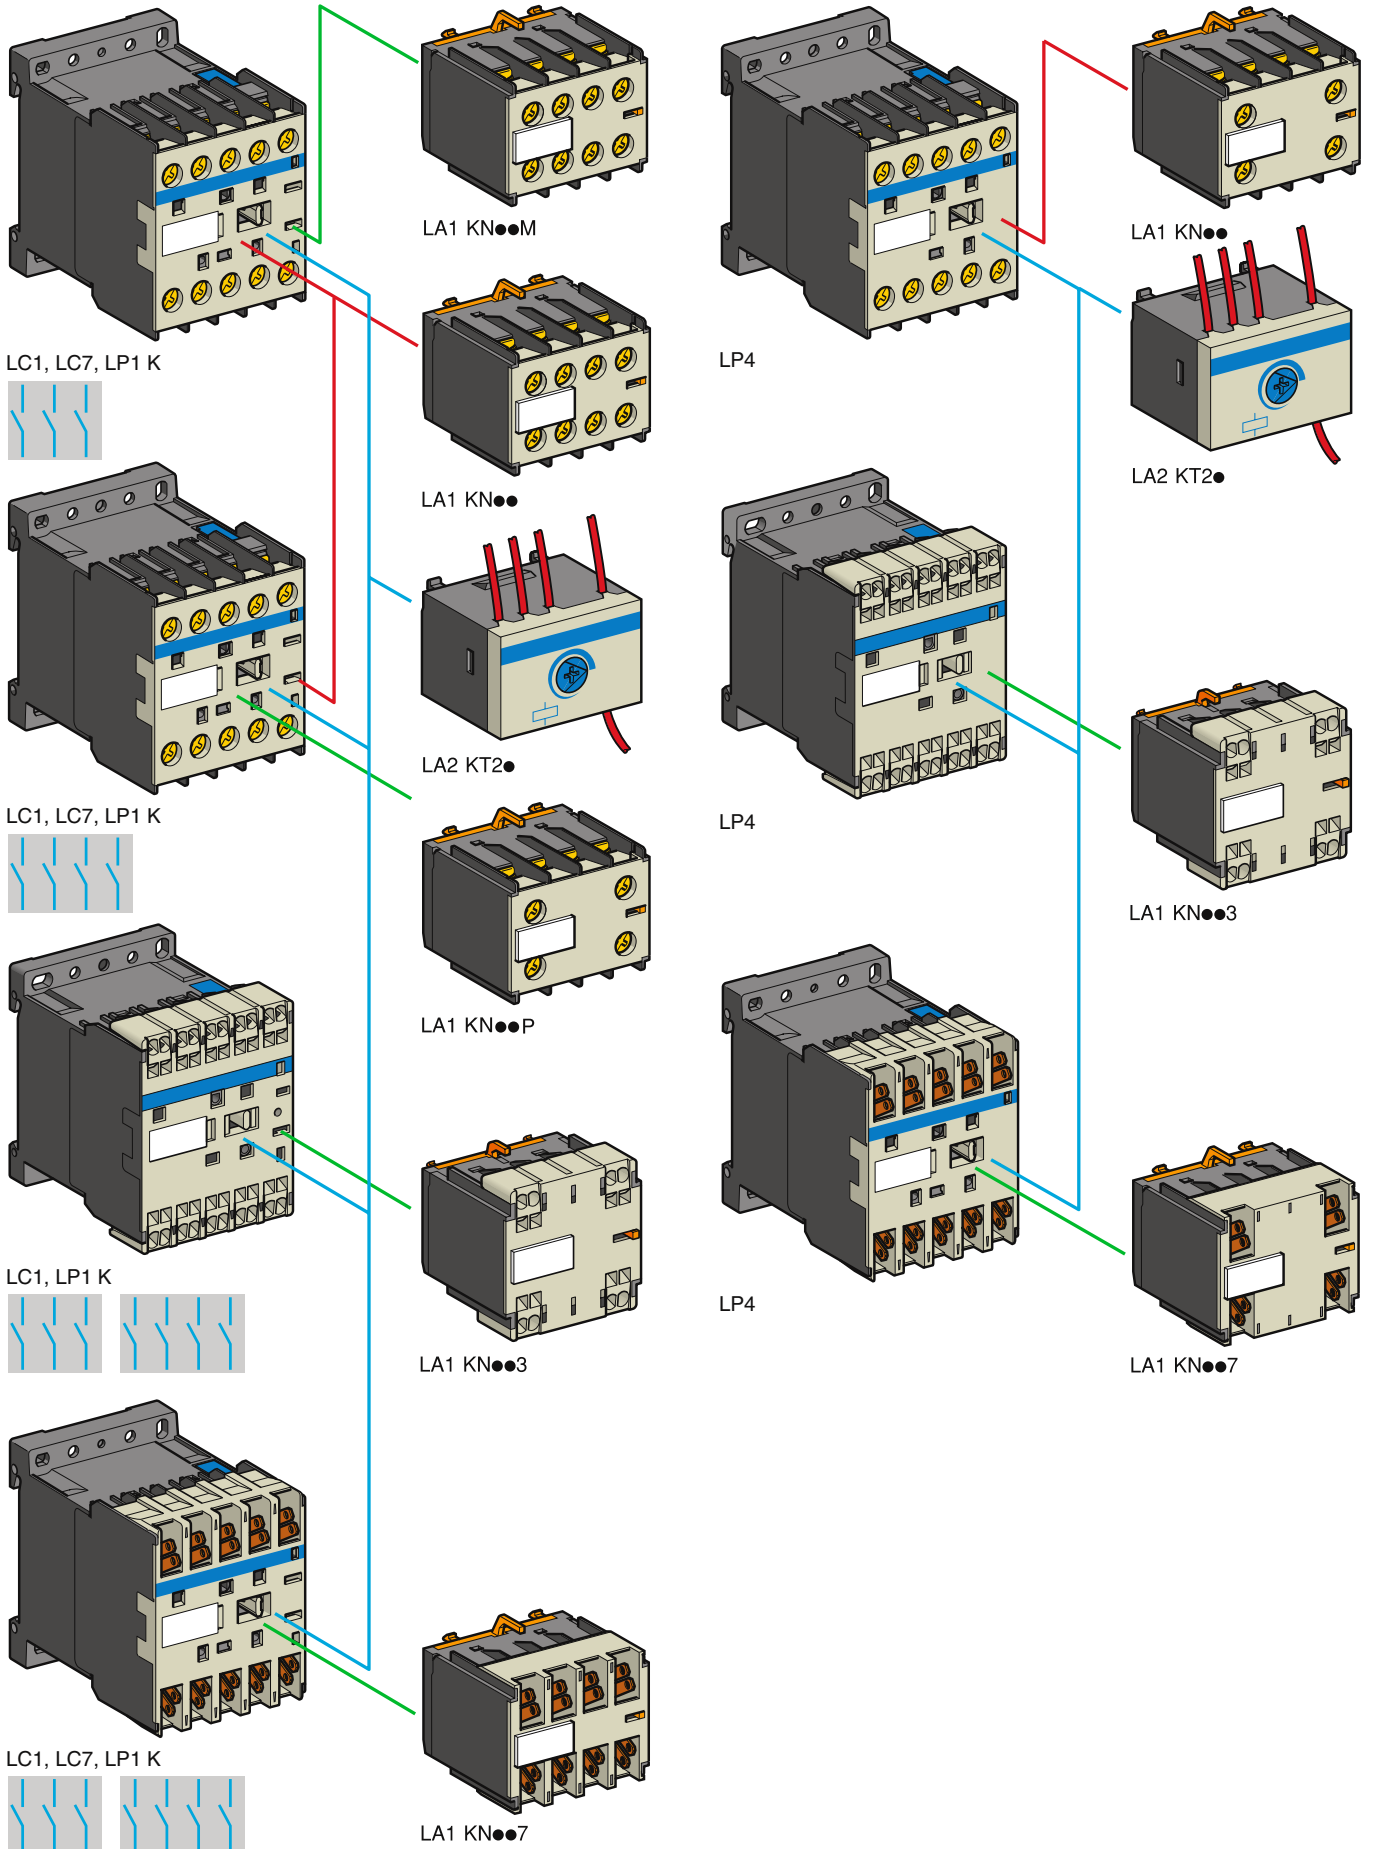 LA1 KN●●M
LC1, LC7, LP1 K
LA1 KN●●
LA2 KT2●
LC1, LC7, LP1 K
LA1 KN●●P
LC1, LP1 K
LA1 KN●●3
LC1, LC7, LP1 K
LA1 KN●●7
LA1 KN●●
LP4
LA2 KT2●
LP4
LA1 KN●●3
LP4
LA1 KN●●7